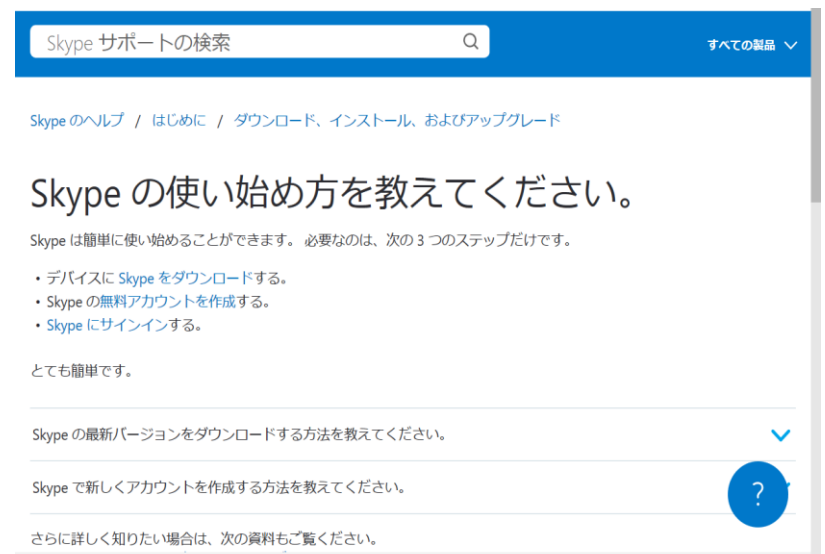 Skype サポートの検索
すべての製品
Skype のヘルプ / はじめに / ダウンロード、インストール、およびアップグレード
Skype の使い始め方を教えてください。
Skype は簡単に使い始めることができます。 必要なのは、次の 3 つのステップだけです。
・デバイスに Skype をダウンロードする。
・Skype の無料アカウントを作成する。
・Skype にサインインする。
とても簡単です。
Skype の最新バージョンをダウンロードする方法を教えてください。
Skype で新しくアカウントを作成する方法を教えてください。
?
さらに詳しく知りたい場合は、次の資料もご覧ください。